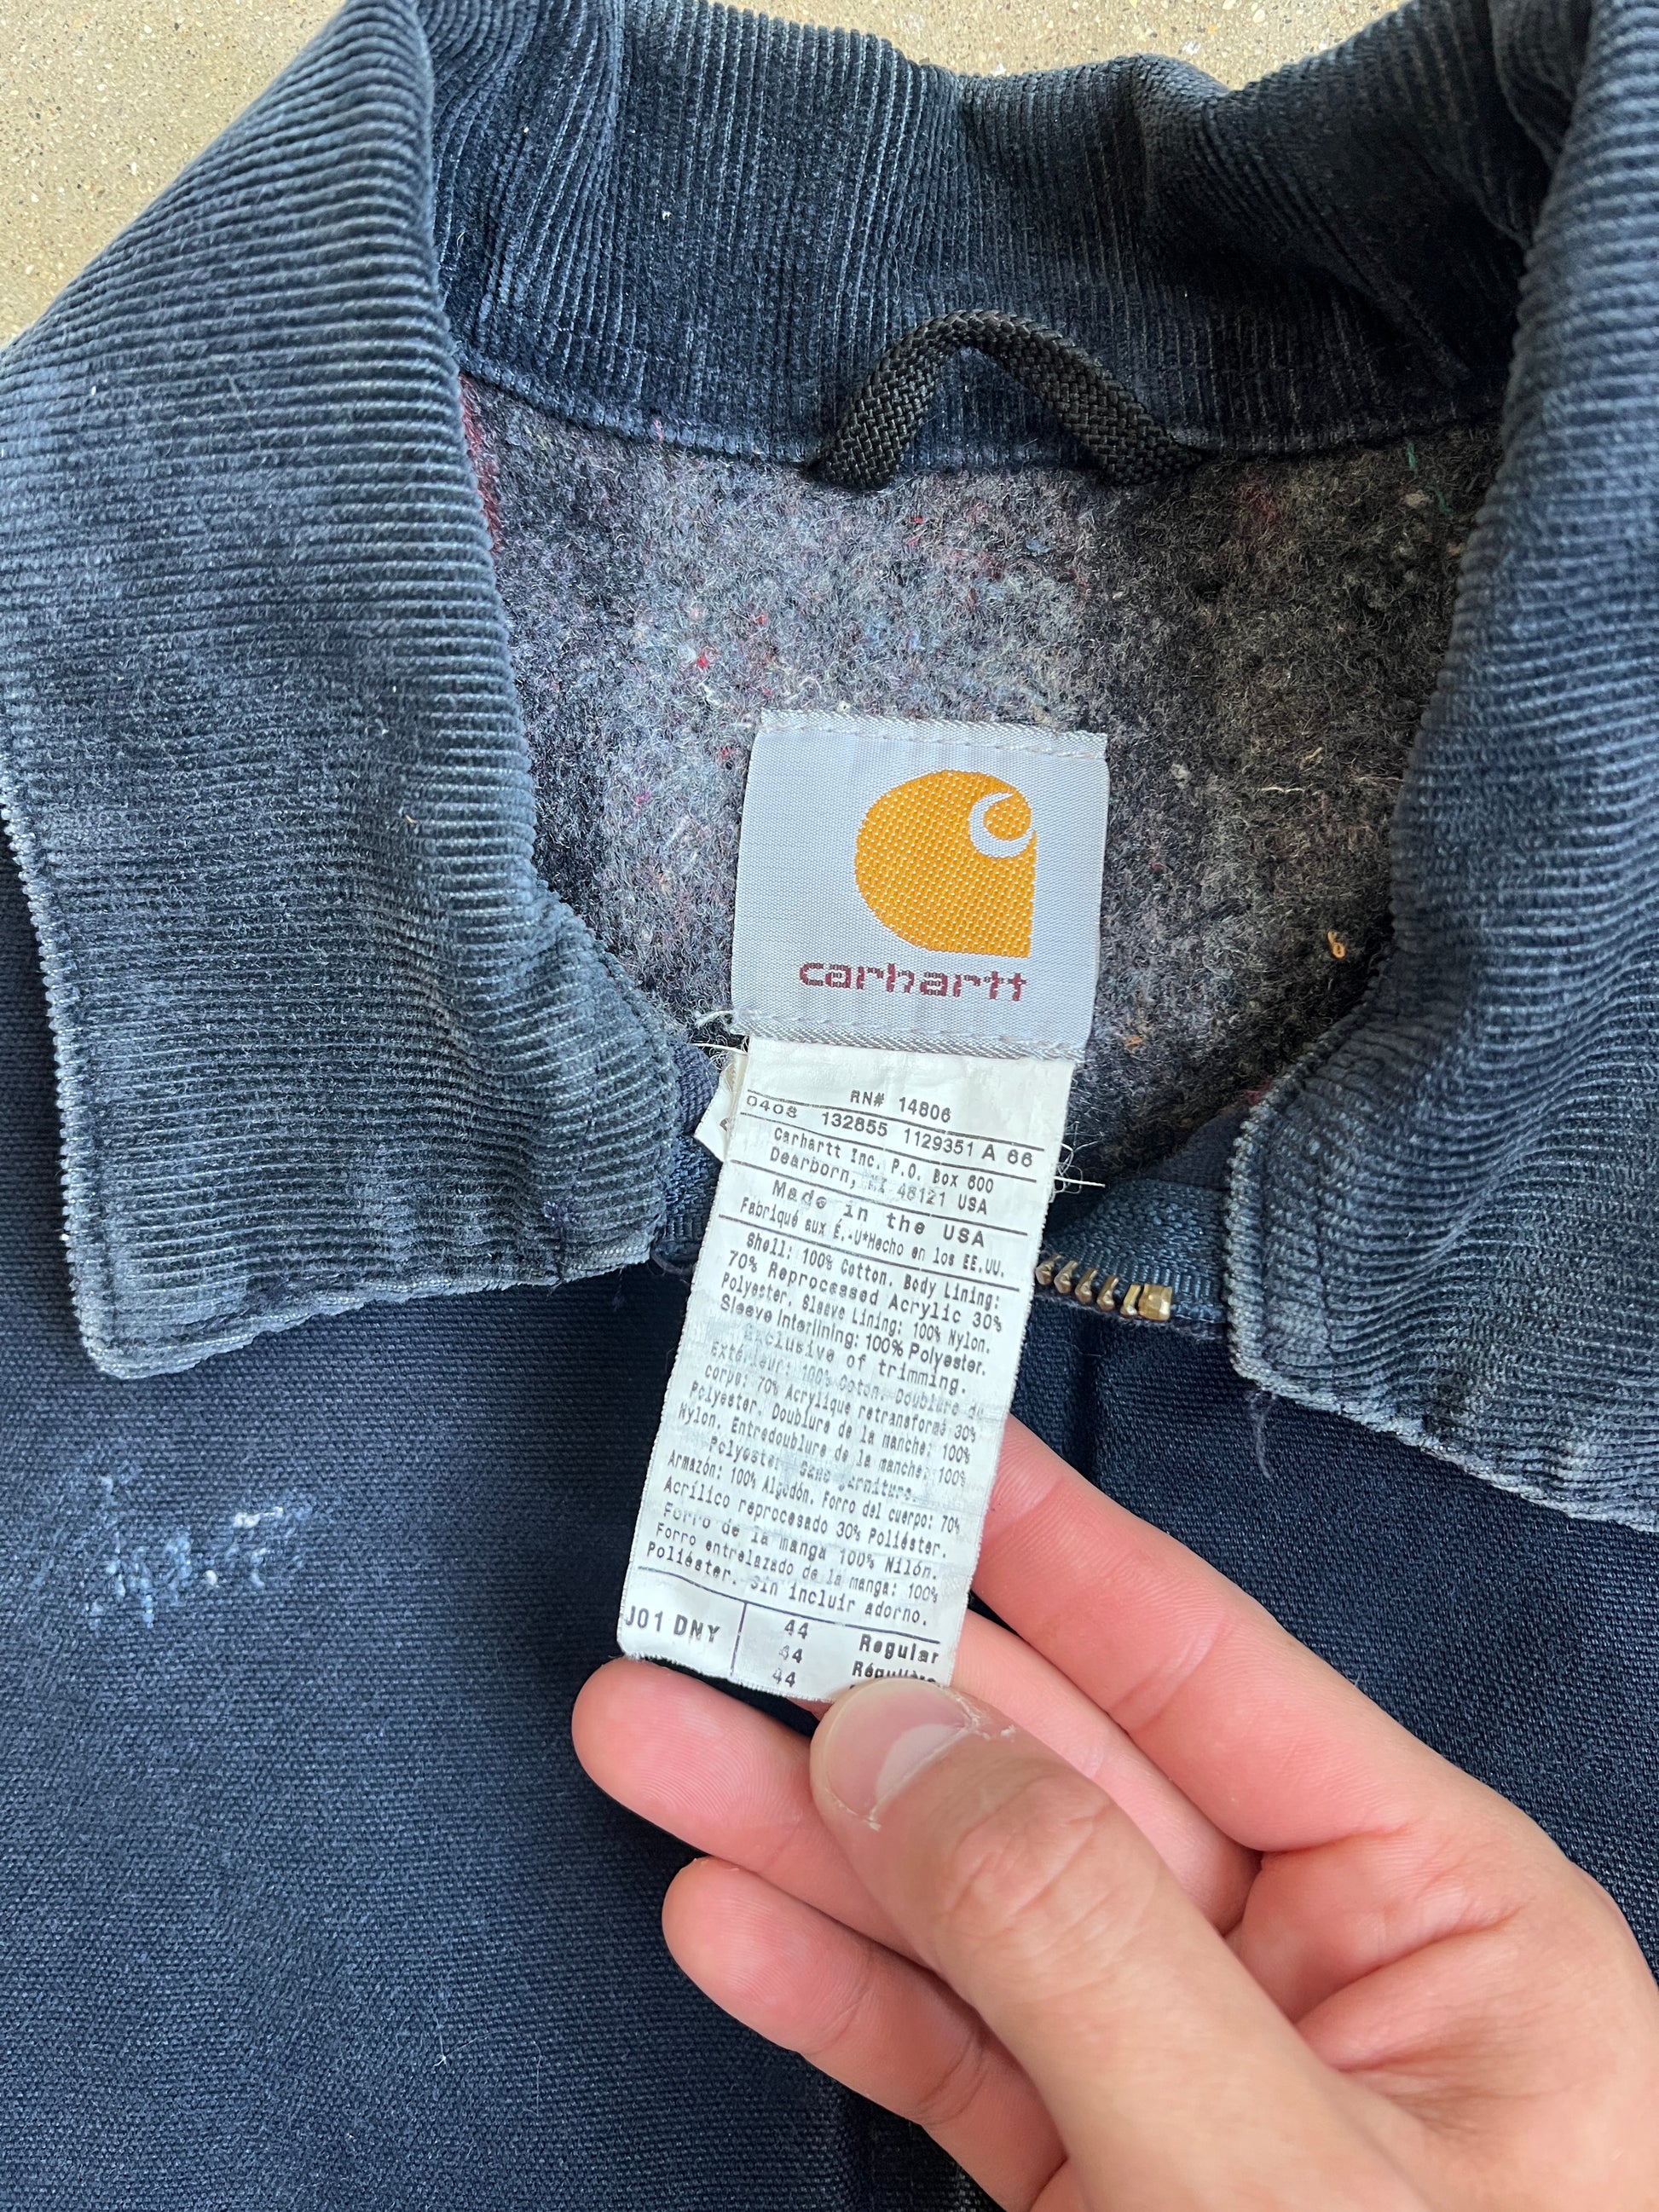 carhartt
RN# 14806
0408 132855 1129351 A 66
Carhartt Inc. P.O. Box 600
Dearborn, MI 48121 USA
Made in the USA
Fabriqué aux É.-U*Hecho en los EE.UU.
Shell: 100% Cotton. Body Lining:
70% Reprocessed Acrylic 30%
Polyester. Sleeve Lining: 100% Nylon.
Sleeve Interlining: 100% Polyester.
Exclusive of trimming.
Extérieur: 100% Coton. Doublure du
corps: 70% Acrylique retransformé 30%
Polyester. Doublure de la manche: 100%
Nylon. Entredoublure de la manche: 100%
Polyester. Sans garniture.
Armazón: 100% Algodón. Forro del cuerpo: 70%
Acrílico reprocesado 30% Poliéster.
Forro de la manga 100% Nilón.
Forro entrelazado de la manga: 100%
Poliéster. Sin incluir adorno.
J01 DNY 44 Regular
44
44